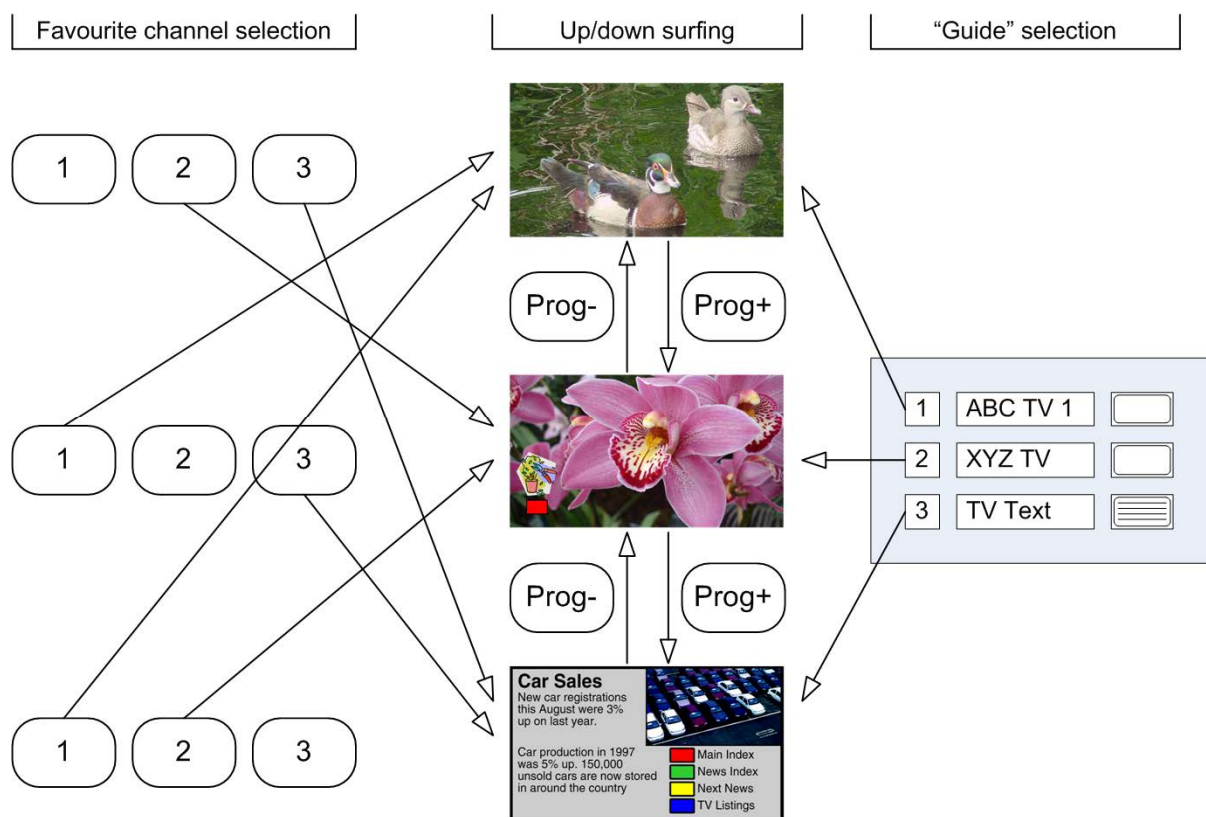 Favourite channel selection
Up/down surfing
“Guide” selection
1 2 3
Prog- Prog+
1 ABC TV 1
1 2 3
2 XYZ TV
3 TV Text
Prog- Prog+
Car Sales
New car registrations
this August were 3%
up on last year.
Car production in 1997
was 5% up. 150,000
unsold cars are now stored
in around the country
Main Index
News Index
Next News
TV Listings
1 2 3